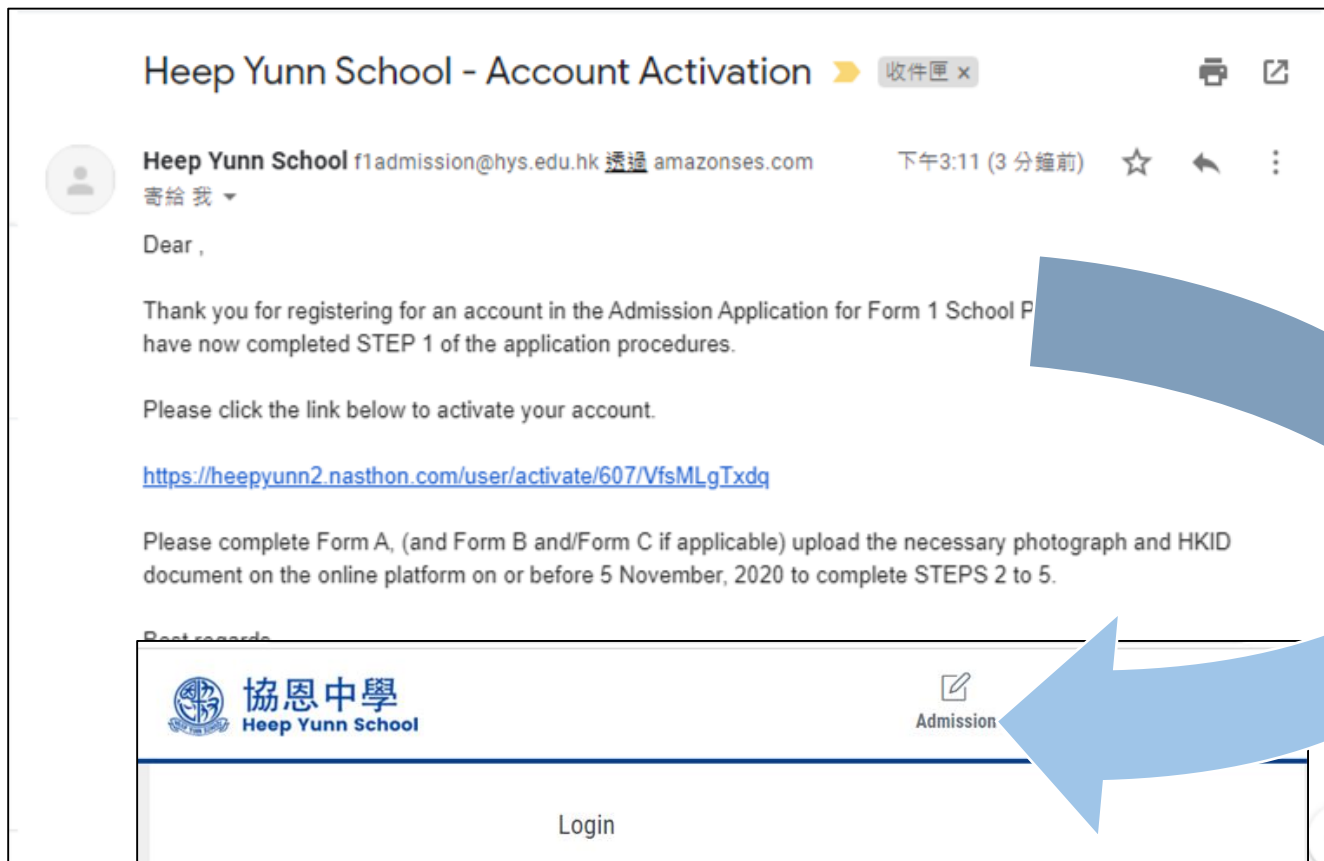 Heep Yunn School - Account Activation 收件匣 x
Heep Yunn School f1admission@hys.edu.hk 透過 amazonses.com 下午3:11 (3 分鐘前)
寄給 我
Dear ,
Thank you for registering for an account in the Admission Application for Form 1 School P
have now completed STEP 1 of the application procedures.
Please click the link below to activate your account.
https://heepyunn2.nasthon.com/user/activate/607/VfsMLgTxdq
Please complete Form A, (and Form B and/Form C if applicable) upload the necessary photograph and HKID
document on the online platform on or before 5 November, 2020 to complete STEPS 2 to 5.
Best regards
協恩中學
Heep Yunn School
Admission
Login